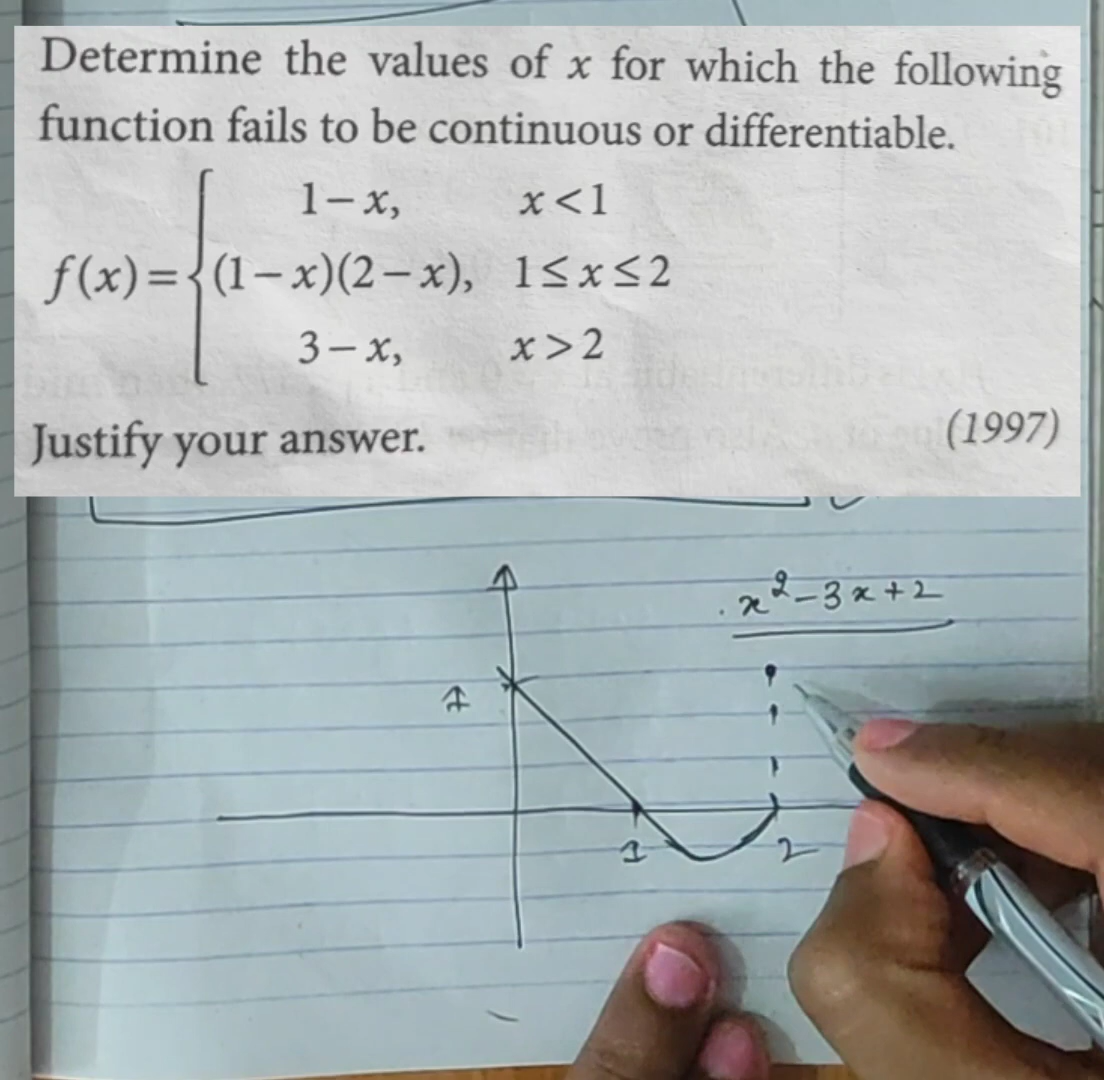 Determine the values of x for which the following
function fails to be continuous or differentiable.
1−x, x<1
f(x)={(1−x)(2−x), 1≤x≤2
3−x, x>2
Justify your answer. (1997)
x²−3x+2
1
1 2